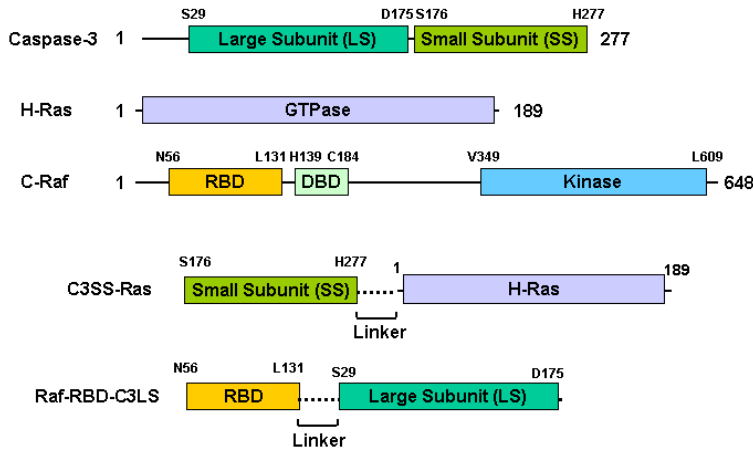 S29 D175 S176 H277
Caspase-3 1 Large Subunit (LS) Small Subunit (SS) 277
H-Ras 1 GTPase 189
N56 L131 H139 C184 V349 L609
C-Raf 1 RBD DBD Kinase 648
S176 H277 1 189
C3SS-Ras Small Subunit (SS) H-Ras
Linker
N56 L131 S29 D175
Raf-RBD-C3LS RBD Large Subunit (LS)
Linker